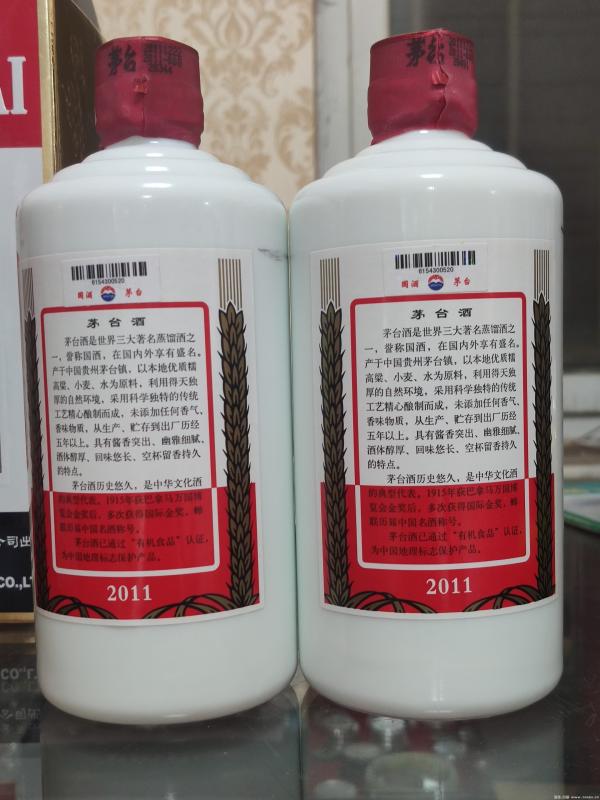 AI
茅台
茅台
6154300520
国酒 茅台
茅台酒
茅台酒是世界三大著名蒸馏酒之
一，誉称国酒，在国内外享有盛名。
产于中国贵州茅台镇，以本地优质糯
高粱、小麦、水为原料，利用得天独
厚的自然环境，采用科学独特的传统
工艺精心酿制而成，未添加任何香气、
香味物质，从生产、贮存到出厂历经
五年以上。具有酱香突出、幽雅细腻、
酒体醇厚、回味悠长、空杯留香持久
的特点。
茅台酒历史悠久，是中华文化酒
的典型代表。1915年获巴拿马万国博
览会金奖后，多次获得国际金奖，蝉
联历届中国名酒称号。
茅台酒已通过“有机食品”认证，
为中国地理标志保护产品。
2011
6154300520
国酒 茅台
茅台酒
茅台酒是世界三大著名蒸馏酒之
一，誉称国酒，在国内外享有盛名。
产于中国贵州茅台镇，以本地优质糯
高粱、小麦、水为原料，利用得天独
厚的自然环境，采用科学独特的传统
工艺精心酿制而成，未添加任何香气、
香味物质，从生产、贮存到出厂历经
五年以上。具有酱香突出、幽雅细腻、
酒体醇厚、回味悠长、空杯留香持久
的特点。
茅台酒历史悠久，是中华文化酒
的典型代表。1915年获巴拿马万国博
览会金奖后，多次获得国际金奖，蝉
联历届中国名酒称号。
茅台酒已通过“有机食品”认证，
为中国地理标志保护产品。
2011
公司出
CO.,LT